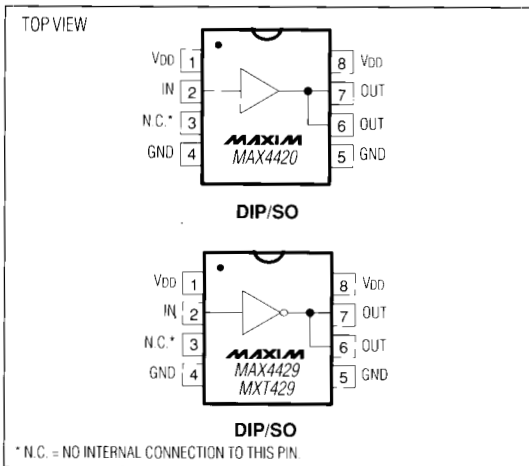 TOP VIEW
VDD 1
IN 2
N.C.* 3
GND 4
8 VDD
7 OUT
6 OUT
5 GND
MAXIM
MAX4420
DIP/SO
VDD 1
IN 2
N.C.* 3
GND 4
8 VDD
7 OUT
6 OUT
5 GND
MAXIM
MAX4429
MXT429
DIP/SO
* N.C. = NO INTERNAL CONNECTION TO THIS PIN.